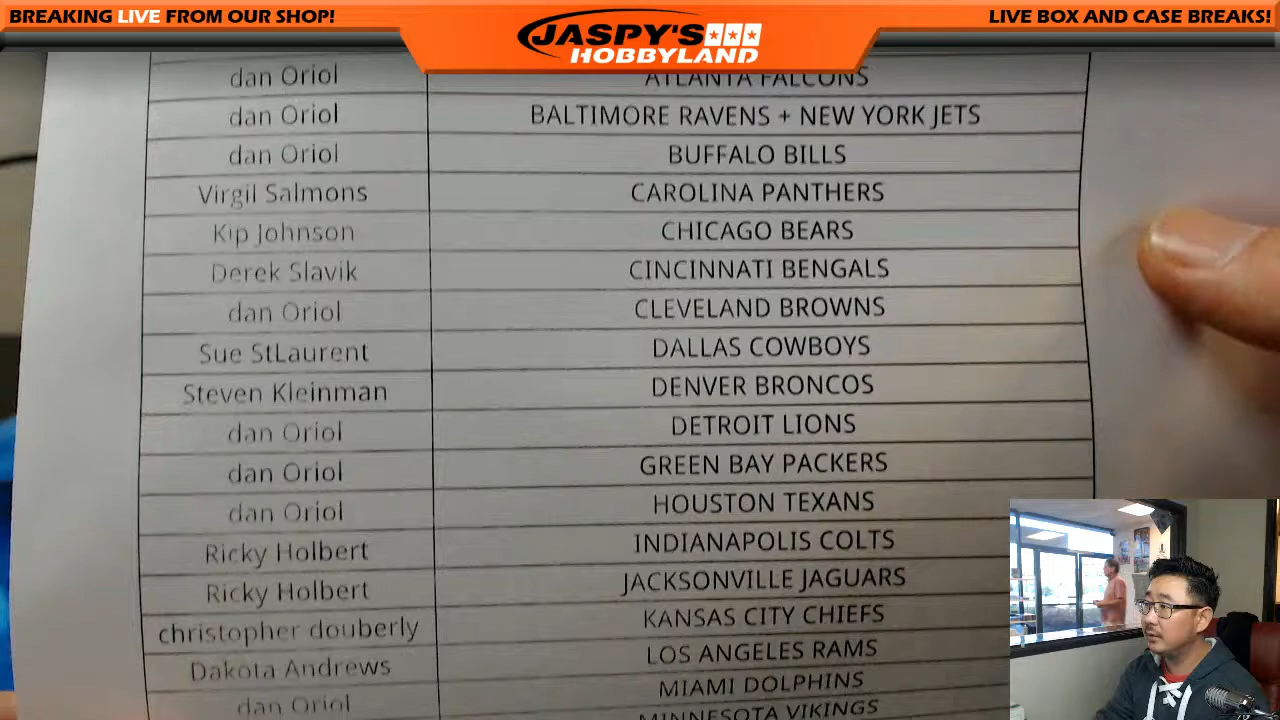 BREAKING LIVE FROM OUR SHOP!
JASPY'S
HOBBYLAND
LIVE BOX AND CASE BREAKS!
dan Oriol ATLANTA FALCONS
dan Oriol BALTIMORE RAVENS + NEW YORK JETS
dan Oriol BUFFALO BILLS
Virgil Salmons CAROLINA PANTHERS
Kip Johnson CHICAGO BEARS
Derek Slavik CINCINNATI BENGALS
dan Oriol CLEVELAND BROWNS
Sue StLaurent DALLAS COWBOYS
Steven Kleinman DENVER BRONCOS
dan Oriol DETROIT LIONS
dan Oriol GREEN BAY PACKERS
dan Oriol HOUSTON TEXANS
Ricky Holbert INDIANAPOLIS COLTS
Ricky Holbert JACKSONVILLE JAGUARS
christopher douberly KANSAS CITY CHIEFS
Dakota Andrews LOS ANGELES RAMS
dan Oriol MIAMI DOLPHINS
MINNESOTA VIKINGS